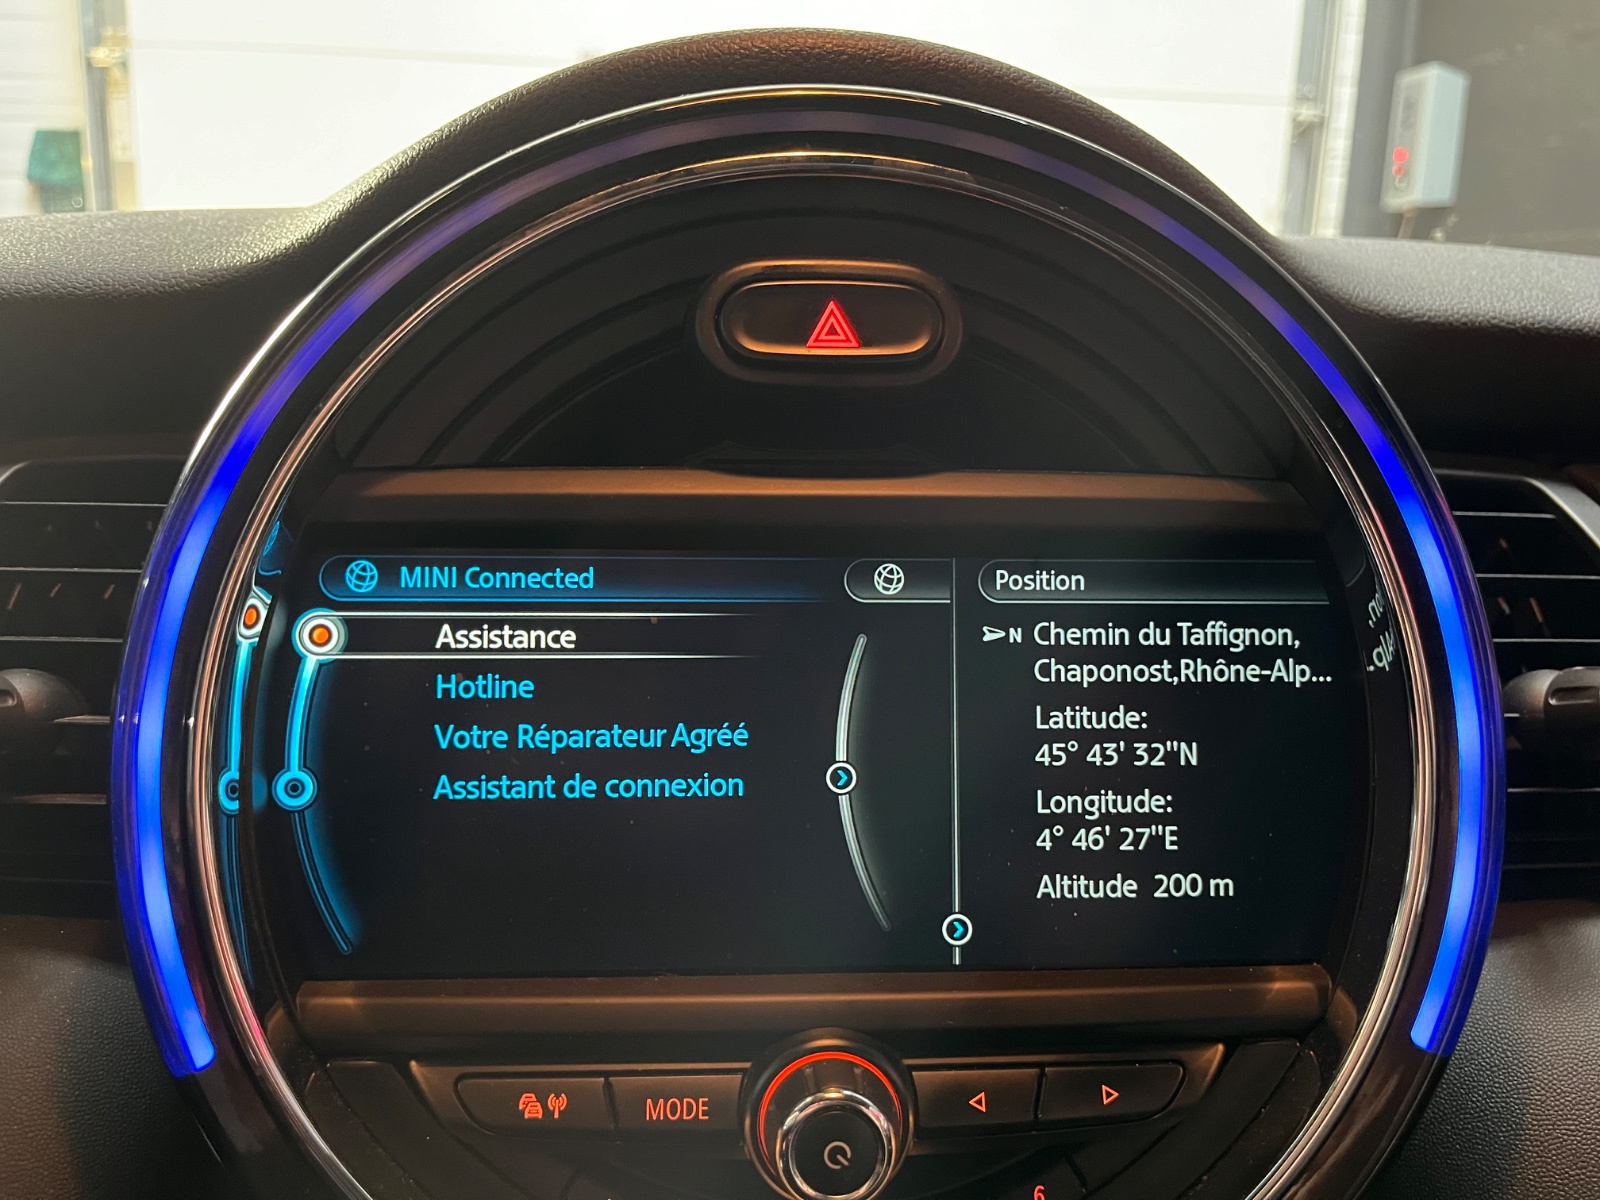 MINI Connected
Assistance
Hotline
Votre Réparateur Agréé
Assistant de connexion
Position
N Chemin du Taffignon,
Chaponost,Rhône-Alp...
Latitude:
45° 43' 32"N
Longitude:
4° 46' 27"E
Altitude 200 m
MODE
6